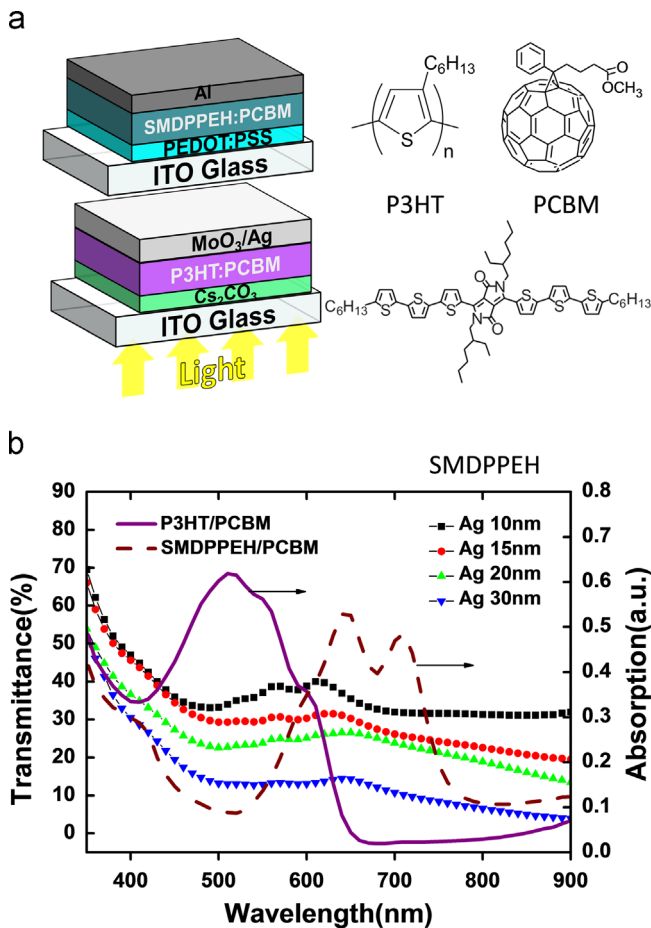 a
Al
SMDPPEH:PCBM
PEDOT:PSS
ITO Glass
MoO₃/Ag
P3HT:PCBM
Cs₂CO₃
ITO Glass
Light
C₆H₁₃
S
n
P3HT
O
OCH₃
PCBM
C₆H₁₃
S
S
S
O
N
N
O
S
S
S
C₆H₁₃
SMDPPEH
b
P3HT/PCBM
SMDPPEH/PCBM
Ag 10nm
Ag 15nm
Ag 20nm
Ag 30nm
Transmittance(%)
90
80
70
60
50
40
30
20
10
0
Absorption(a.u.)
0.8
0.7
0.6
0.5
0.4
0.3
0.2
0.1
0.0
400 500 600 700 800 900
Wavelength(nm)